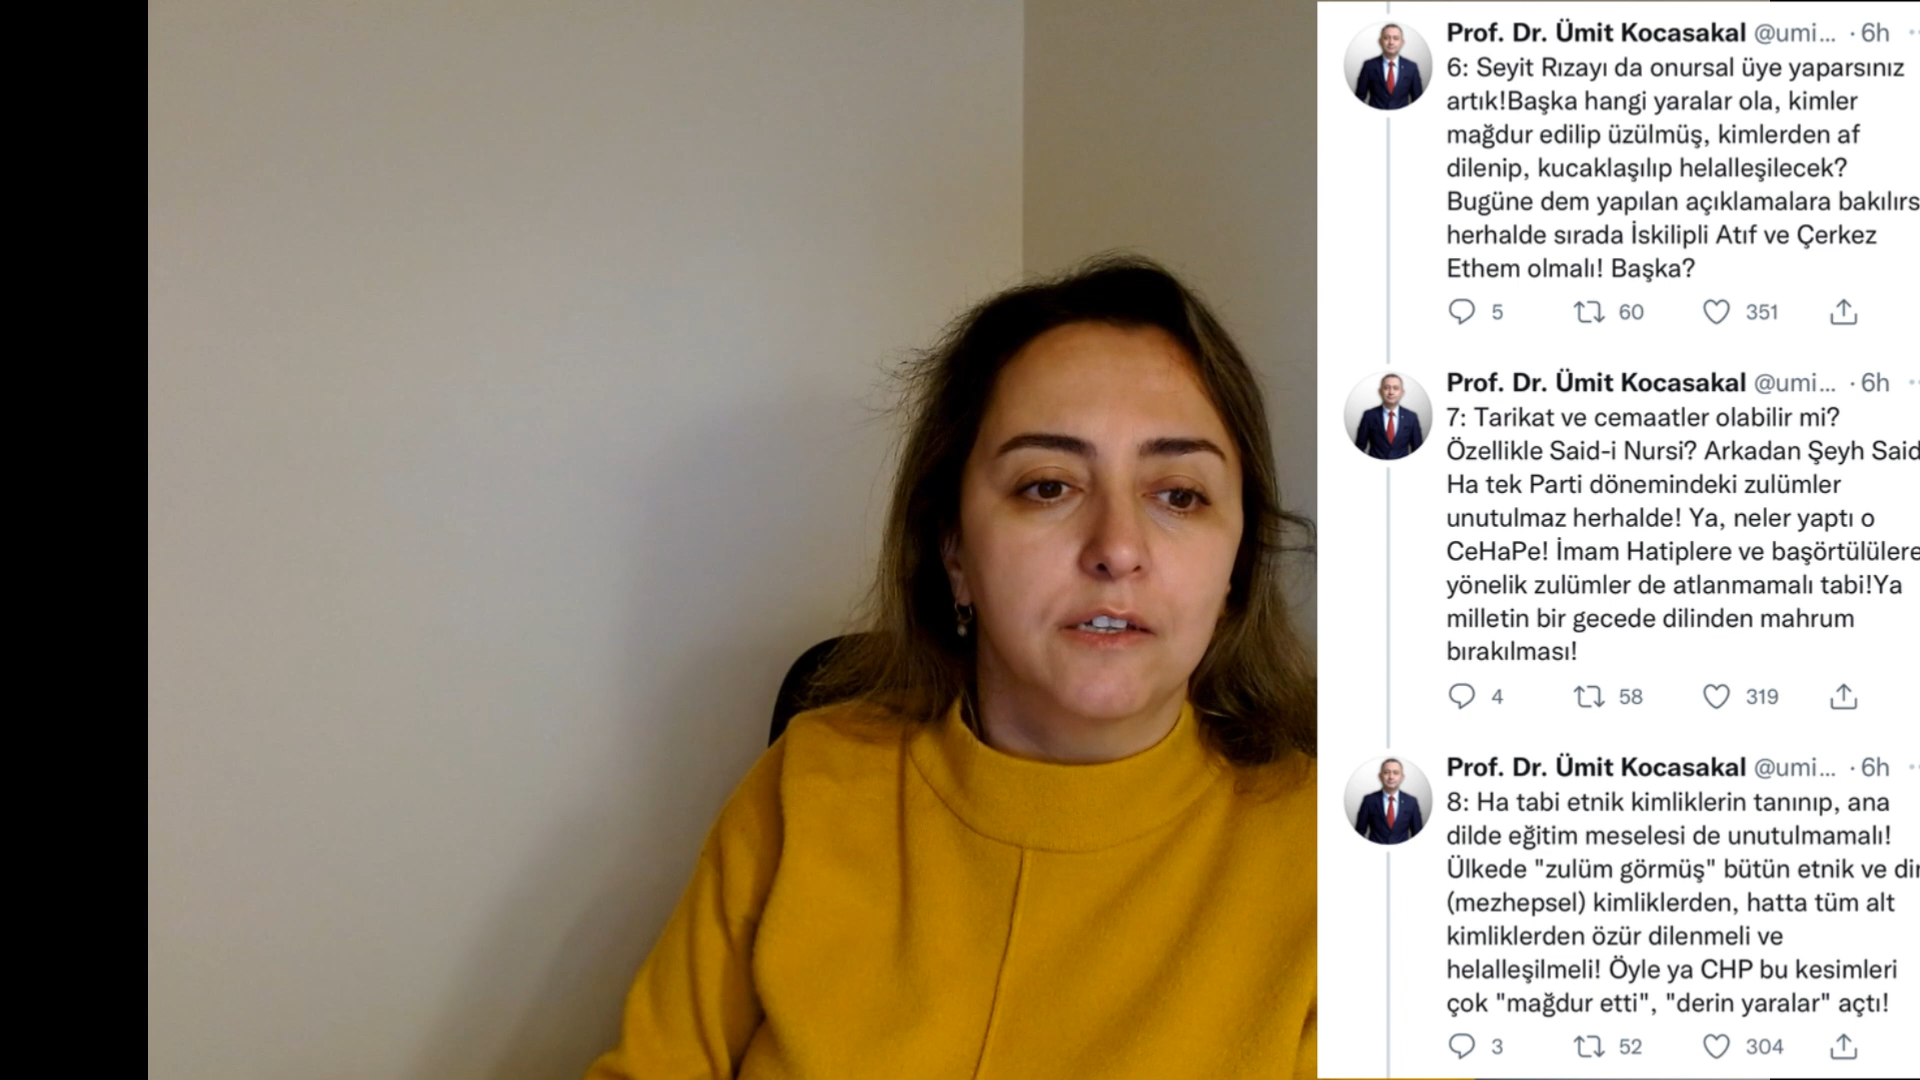 Prof. Dr. Ümit Kocasakal @umi... · 6h
6: Seyit Rızayı da onursal üye yaparsınız
artık!Başka hangi yaralar ola, kimler
mağdur edilip üzülmüş, kimlerden af
dilenip, kucaklaşılıp helalleşilecek?
Bugüne dem yapılan açıklamalara bakılırs
herhalde sırada İskilipli Atıf ve Çerkez
Ethem olmalı! Başka?
5 60 351
Prof. Dr. Ümit Kocasakal @umi... · 6h
7: Tarikat ve cemaatler olabilir mi?
Özellikle Said-i Nursi? Arkadan Şeyh Said
Ha tek Parti dönemindeki zulümler
unutulmaz herhalde! Ya, neler yaptı o
CeHaPe! İmam Hatiplere ve başörtülülere
yönelik zulümler de atlanmamalı tabi!Ya
milletin bir gecede dilinden mahrum
bırakılması!
4 58 319
Prof. Dr. Ümit Kocasakal @umi... · 6h
8: Ha tabi etnik kimliklerin tanınıp, ana
dilde eğitim meselesi de unutulmamalı!
Ülkede "zulüm görmüş" bütün etnik ve din
(mezhepsel) kimliklerden, hatta tüm alt
kimliklerden özür dilenmeli ve
helalleşilmeli! Öyle ya CHP bu kesimleri
çok "mağdur etti", "derin yaralar" açtı!
3 52 304